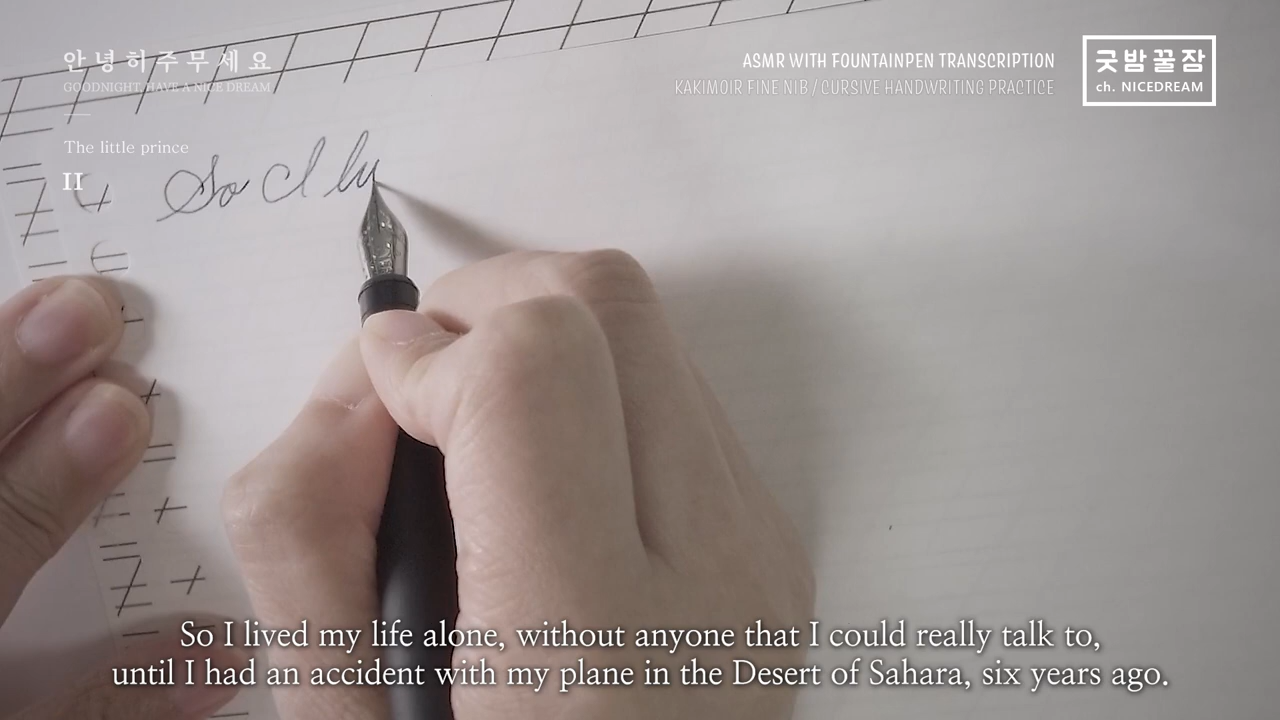 안녕히주무세요
GOODNIGHT, HAVE A NICE DREAM
The little prince
II
ASMR WITH FOUNTAINPEN TRANSCRIPTION
KAKIMOIR FINE NIB / CURSIVE HANDWRITING PRACTICE
굿밤꿀잠
ch. NICEDREAM
So I
So I lived my life alone, without anyone that I could really talk to,
until I had an accident with my plane in the Desert of Sahara, six years ago.